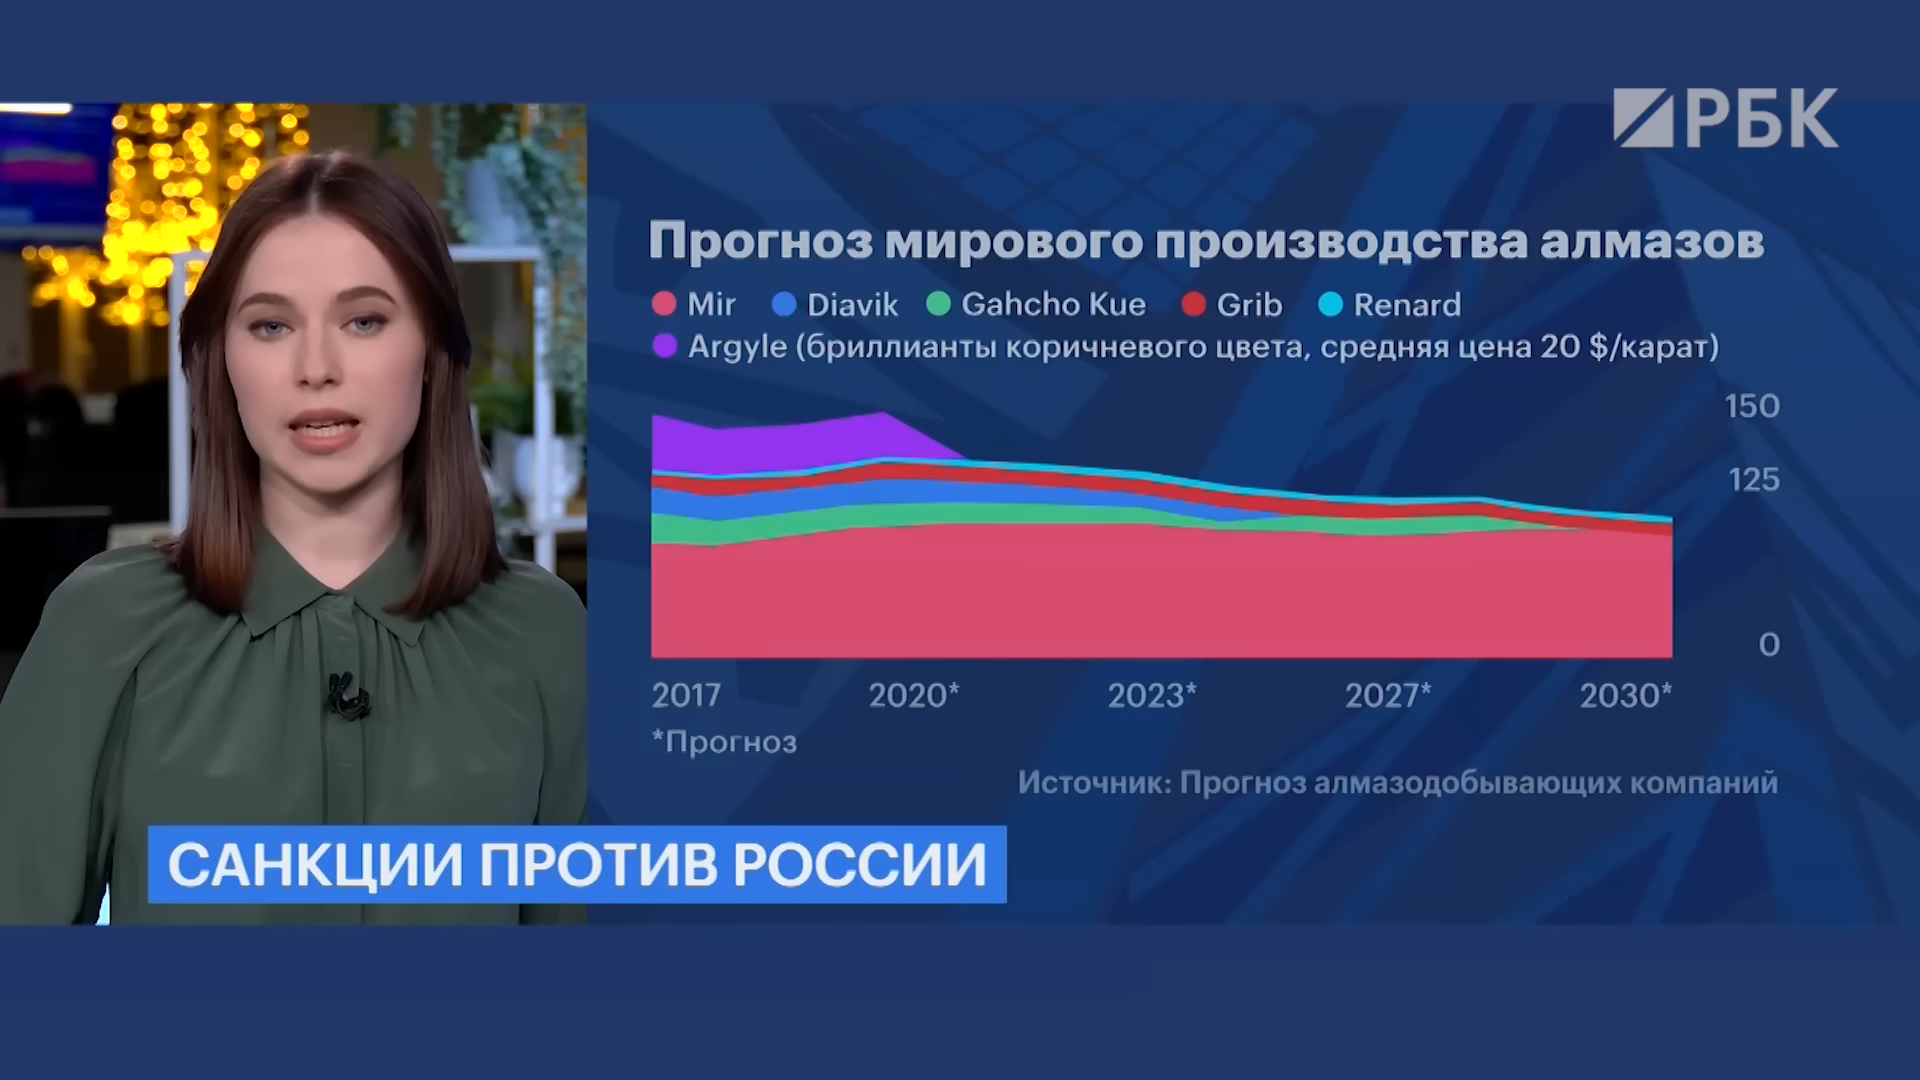 РБК
Прогноз мирового производства алмазов
Mir Diavik Gahcho Kue Grib Renard
Argyle (бриллианты коричневого цвета, средняя цена 20 $/карат)
150
125
0
2017 2020* 2023* 2027* 2030*
*Прогноз
Источник: Прогноз алмазодобывающих компаний
САНКЦИИ ПРОТИВ РОССИИ